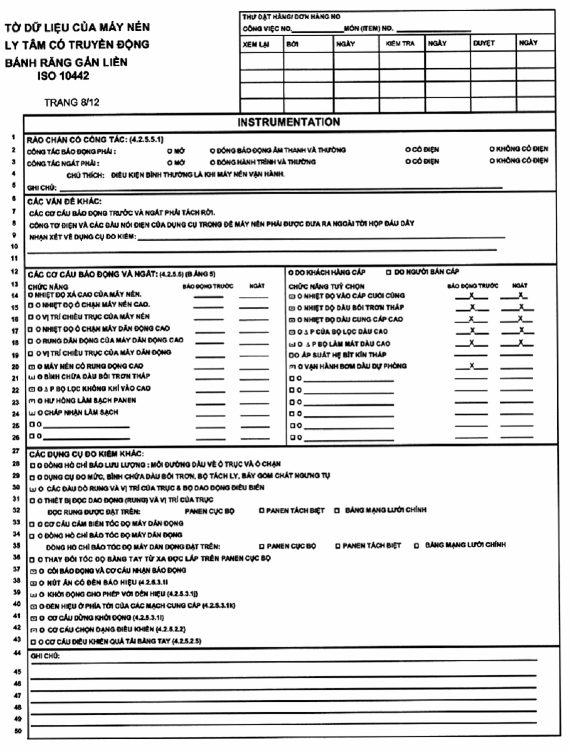 TỜ DỮ LIỆU CỦA MÁY NÉN
LY TÂM CÓ TRUYỀN ĐỘNG
BÁNH RĂNG GẮN LIỀN
ISO 10442
TRANG 8/12
THƯ ĐẶT HÀNG/ ĐƠN HÀNG NO
CÔNG VIỆC NO. MÓN (ITEM) NO.
XEM LẠI BỞI NGÀY KIỂM TRA NGÀY DUYỆT NGÀY
INSTRUMENTATION
1 RÀO CHẮN CÓ CÔNG TÁC: (4.2.5.5.1)
2 CÔNG TÁC BÁO ĐỘNG PHẢI : O MỞ O ĐÓNG BÁO ĐỘNG ÂM THANH VÀ THƯỜNG O CÓ ĐIỆN O KHÔNG CÓ ĐIỆN
3 CÔNG TÁC NGẮT PHẢI : O MỞ O ĐÓNG HÀNH TRÌNH VÀ THƯỜNG O CÓ ĐIỆN O KHÔNG CÓ ĐIỆN
4 CHÚ THÍCH: ĐIỀU KIỆN BÌNH THƯỜNG LÀ KHI MÁY NÉN VẬN HÀNH.
5 GHI CHÚ:
6 CÁC VẤN ĐỀ KHÁC:
7 CÁC CƠ CẤU BÁO ĐỘNG TRƯỚC VÀ NGẮT PHẢI TÁCH RỜI.
8 CÔNG TƠ ĐIỆN VÀ CÁC ĐẦU NỐI ĐIỆN CỦA DỤNG CỤ TRONG ĐẾ MÁY NÉN PHẢI ĐƯỢC ĐƯA RA NGOÀI TỚI HỘP ĐẤU DÂY
9 NHẬN XÉT VỀ DỤNG CỤ ĐO KIỂM:
10
11
12 CÁC CƠ CẤU BÁO ĐỘNG VÀ NGẮT: (4.2.5.5) (BẢNG 5) O DO KHÁCH HÀNG CẤP □ DO NGƯỜI BÁN CẤP
13 CHỨC NĂNG BÁO ĐỘNG TRƯỚC NGẮT CHỨC NĂNG TUỲ CHỌN BÁO ĐỘNG TRƯỚC NGẮT
14 O NHIỆT ĐỘ XẢ CAO CỦA MÁY NÉN. O NHIỆT ĐỘ VÀO CẤP CUỐI CÙNG X X
15 □ O NHIỆT ĐỘ Ổ CHẶN MÁY NÉN CAO. O NHIỆT ĐỘ DẦU BÔI TRƠN THẤP X X
16 □ O VỊ TRÍ CHIỀU TRỤC CỦA MÁY NÉN O NHIỆT ĐỘ DẦU CUNG CẤP CAO X X
17 □ O NHIỆT ĐỘ Ổ CHẶN MÁY DẪN ĐỘNG CAO O Δ P CỦA BỘ LỌC DẦU CAO X X
18 □ O RUNG DẪN ĐỘNG CỦA MÁY DẪN ĐỘNG CAO O Δ P BỘ LÀM MÁT DẦU CAO X X
19 □ O VỊ TRÍ CHIỀU TRỤC CỦA MÁY DẪN ĐỘNG □ O ÁP SUẤT HỆ BỊT KÍN THẤP
20 O MÁY NÉN CÓ RUNG ĐỘNG CAO O VẬN HÀNH BƠM DẦU DỰ PHÒNG X
21 O BÌNH CHỨA DẦU BÔI TRƠN THẤP □ O
22 O Δ P BỘ LỌC KHÔNG KHÍ VÀO CAO □ O
23 O HƯ HỎNG LÀM SẠCH PANEN □ O
24 O CHẤP NHẬN LÀM SẠCH □ O
25 □ O □ O
26 □ O □ O
27 CÁC DỤNG CỤ ĐO KIỂM KHÁC:
28 □ O ĐỒNG HỒ CHỈ BÁO LƯU LƯỢNG : MỖI ĐƯỜNG DẦU VỀ Ổ TRỤC VÀ Ổ CHẶN
29 □ O DỤNG CỤ ĐO MỨC, BÌNH CHỨA DẦU BÔI TRƠN, BỘ TÁCH LY, BẪY GOM CHẤT NGƯNG TỤ
30 O CÁC ĐẦU DÒ RUNG VÀ VỊ TRÍ CỦA TRỤC & BỘ DAO ĐỘNG ĐIỀU BIẾN
31 □ O THIẾT BỊ ĐỌC DAO ĐỘNG (RUNG) VÀ VỊ TRÍ CỦA TRỤC
32 ĐỌC RUNG ĐƯỢC ĐẶT TRÊN: PANEN CỤC BỘ □ PANEN TÁCH BIỆT □ BẢNG MẠNG LƯỚI CHÍNH
33 □ O CƠ CẤU CẢM BIẾN TỐC ĐỘ MÁY DẪN ĐỘNG
34 □ O ĐỒNG HỒ CHỈ BÁO TỐC ĐỘ MÁY DẪN ĐỘNG
35 ĐỒNG HỒ CHỈ BÁO TỐC ĐỘ MÁY DẪN ĐỘNG ĐẶT TRÊN: □ PANEN CỤC BỘ □ PANEN TÁCH BIỆT □ BẢNG MẠNG LƯỚI CHÍNH
36 □ O THAY ĐỔI TỐC ĐỘ BẰNG TAY TỪ XA ĐỌC LẮP TRÊN PANEN CỤC BỘ
37 O CÒI BÁO ĐỘNG VÀ CƠ CẤU NHẬN BÁO ĐỘNG
38 O NÚT ẤN CÓ ĐÈN BÁO HIỆU (4.2.5.3.1i)
39 O KHỞI ĐỘNG CHO PHÉP VỚI ĐÈN HIỆU (4.2.5.3.1j)
40 O ĐÈN HIỆU Ở PHÍA TỚI CỦA CÁC MẠCH CUNG CẤP (4.2.5.3.1k)
41 O CƠ CẤU DỪNG KHỞI ĐỘNG (4.2.5.3.1l)
42 O CƠ CẤU CHỌN DẠNG ĐIỀU KHIỂN (4.2.5.2.2)
43 □ O CƠ CẤU ĐIỀU KHIỂN QUÁ TẢI BẰNG TAY (4.2.5.2.5)
44 GHI CHÚ:
45
46
47
48
49
50